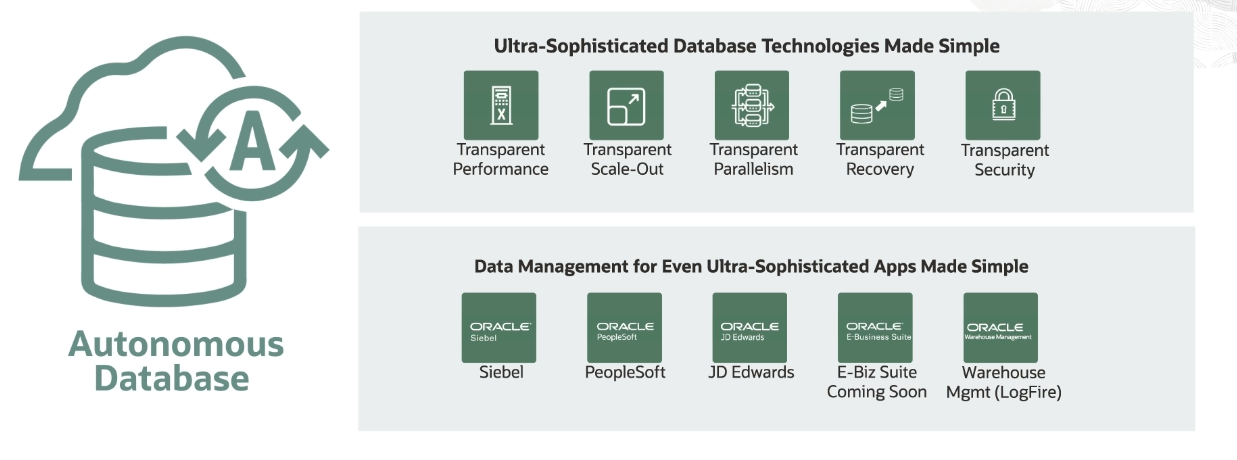 A
Autonomous
Database
Ultra-Sophisticated Database Technologies Made Simple
X
Transparent
Performance
Transparent
Scale-Out
Transparent
Parallelism
Transparent
Recovery
Transparent
Security
Data Management for Even Ultra-Sophisticated Apps Made Simple
ORACLE
Siebel
Siebel
ORACLE
PeopleSoft
PeopleSoft
ORACLE
JD Edwards
JD Edwards
ORACLE
E-Business Suite
E-Biz Suite
Coming Soon
ORACLE
Warehouse Management
Warehouse
Mgmt (LogFire)